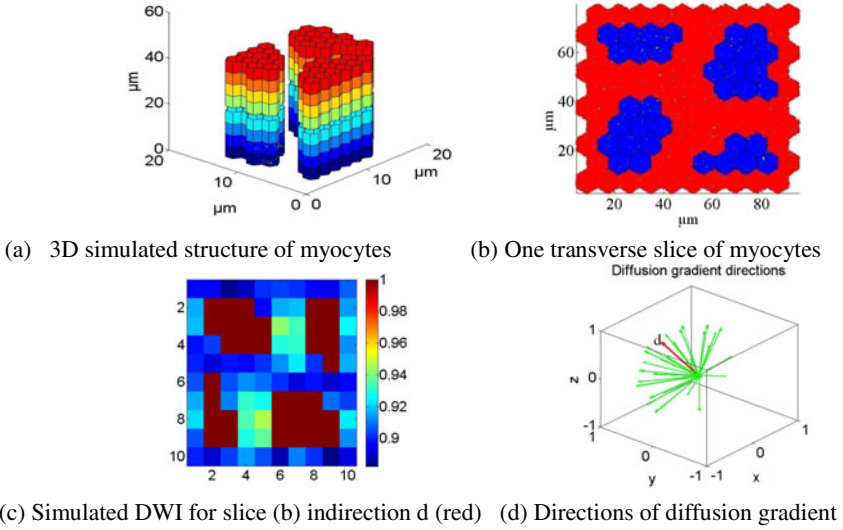 60
40
20
0
µm
20
10
0
µm
0
10
20
µm
60
40
20
µm
20 40 60 80
µm
(a) 3D simulated structure of myocytes
(b) One transverse slice of myocytes
2
4
6
8
10
2 4 6 8 10
1
0.98
0.96
0.94
0.92
0.9
Diffusion gradient directions
d
1
0
-1
z
1
0
-1
y
-1
0
1
x
(c) Simulated DWI for slice (b) indirection d (red)
(d) Directions of diffusion gradient